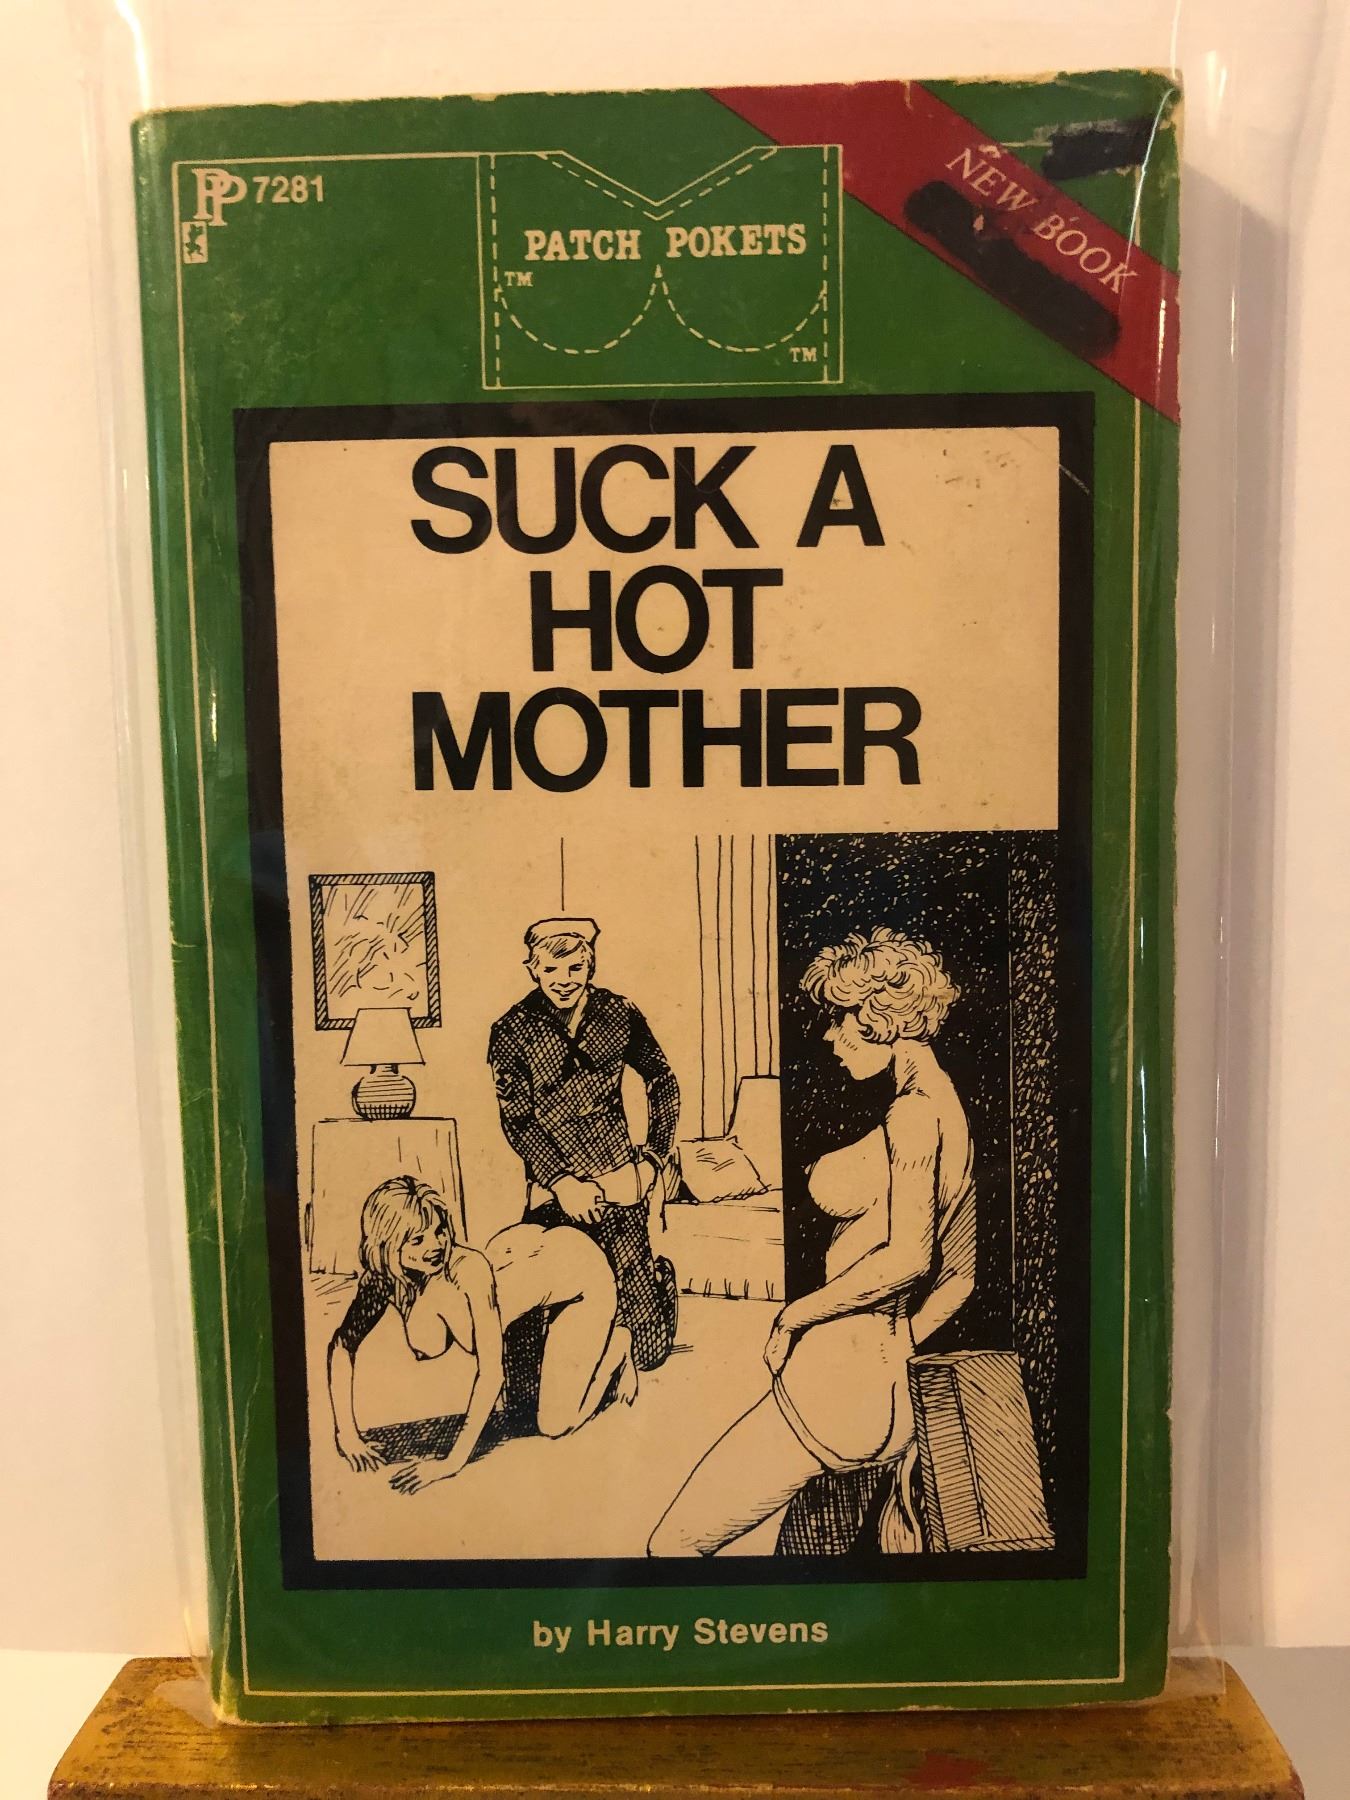 PP 7281
NEW BOOK
PATCH POKETS
TM
TM
SUCK A
HOT
MOTHER
by Harry Stevens